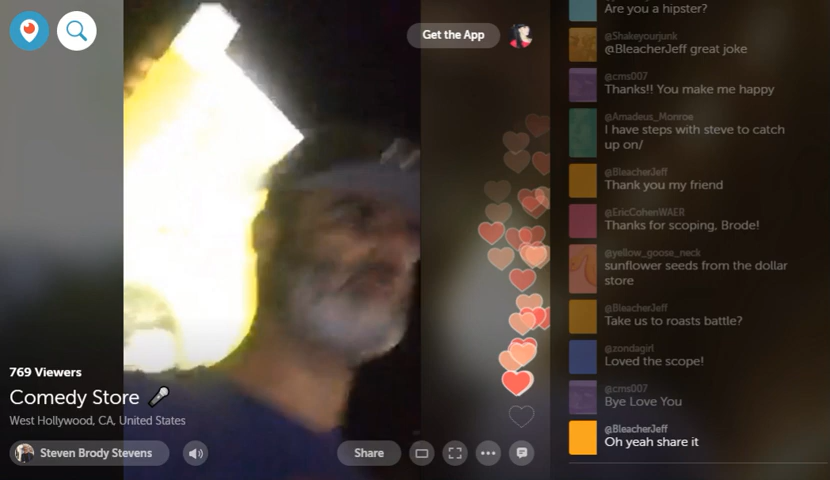 Get the App
769 Viewers
Comedy Store
West Hollywood, CA, United States
Steven Brody Stevens
Share
Are you a hipster?
@Shakeyourjunk
@BleacherJeff great joke
@cms007
Thanks!! You make me happy
@Amadeus_Monroe
I have steps with steve to catch
up on/
@BleacherJeff
Thank you my friend
@EricCohenWAER
Thanks for scoping, Brode!
@yellow_goose_neck
sunflower seeds from the dollar
store
@BleacherJeff
Take us to roasts battle?
@zondagirl
Loved the scope!
@cms007
Bye Love You
@BleacherJeff
Oh yeah share it